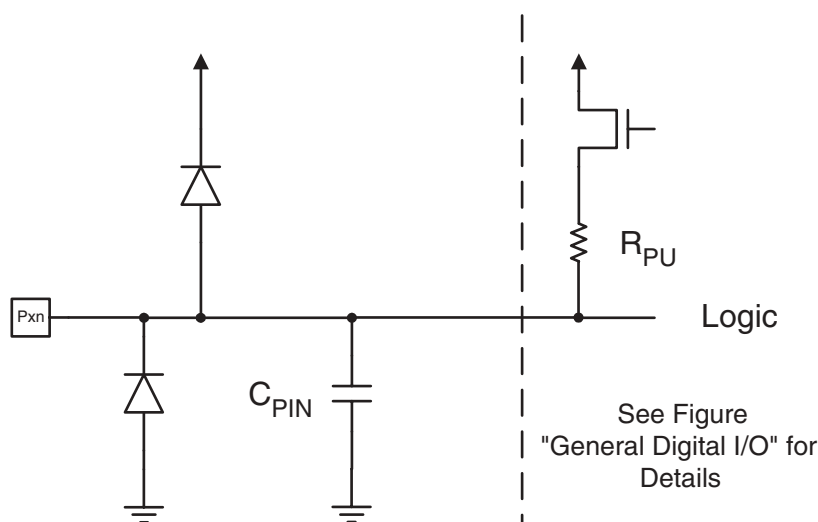 R_PU
Pxn
Logic
C_PIN
See Figure
"General Digital I/O" for
Details